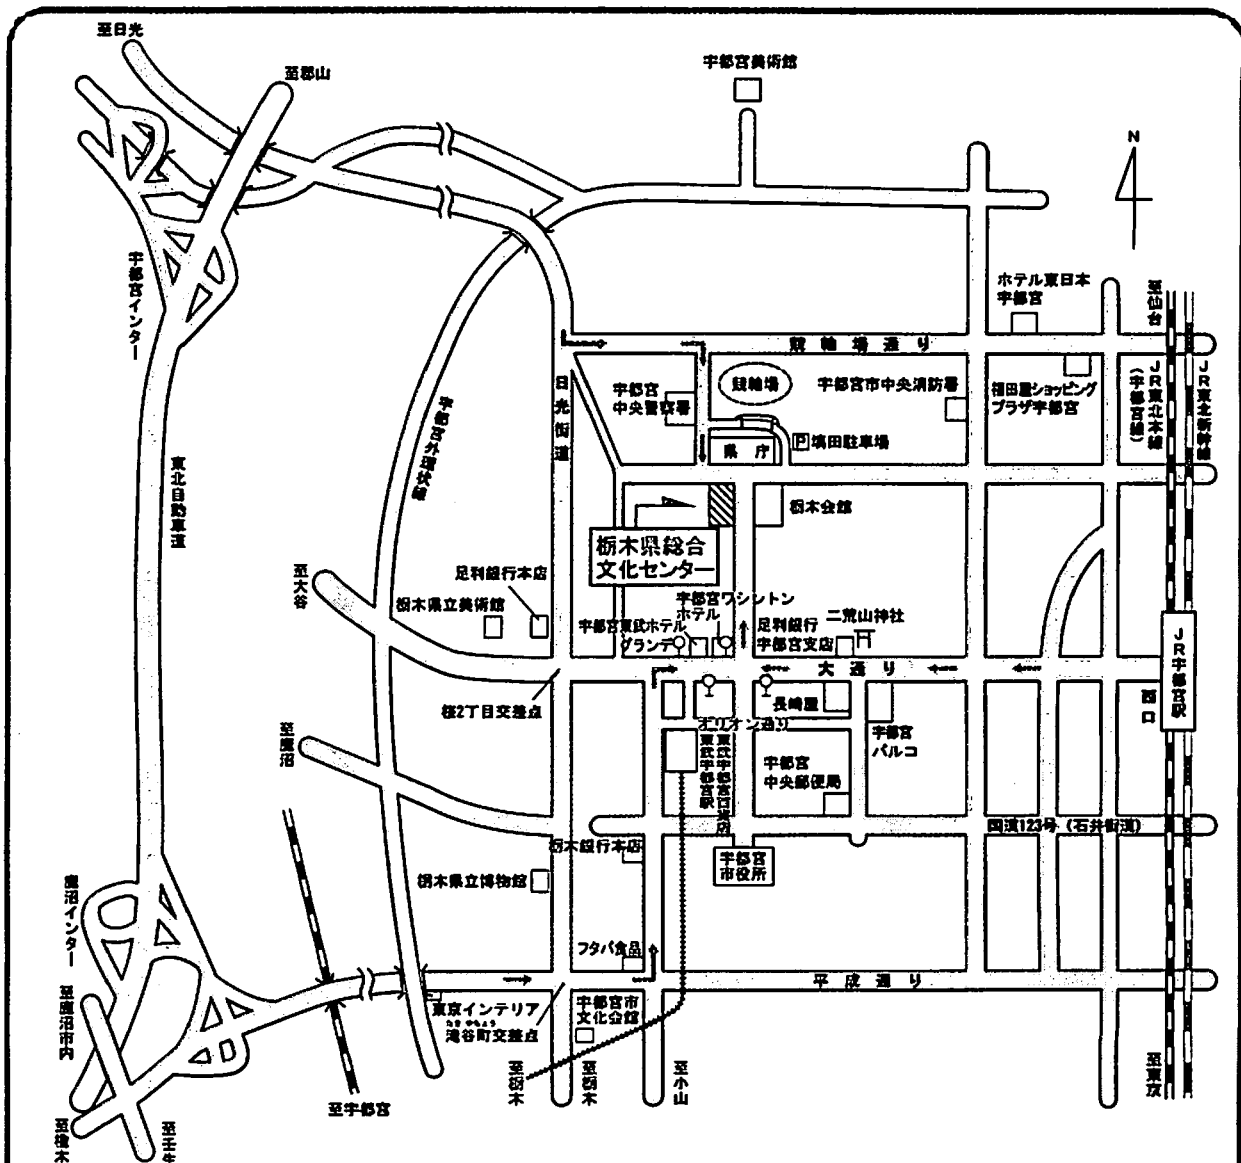 至日光
至郡山
宇都宮美術館
N
宇都宮インター
ホテル東日本
宇都宮
至仙台
競輪場通り
日光街道
宇都宮
中央警察署
競輪場
宇都宮市中央消防署
福田屋ショッピング
プラザ宇都宮
JR東北本線
(宇都宮線)
JR東北新幹線
宇都宮外環状線
県庁
P 塙田駐車場
東北自動車道
栃木会館
栃木県総合
文化センター
至大谷
足利銀行本店
栃木県立美術館
宇都宮ワシントン
ホテル
宇都宮東武ホテル
グランデ
足利銀行
宇都宮支店
二荒山神社
大通り
JR宇都宮駅
西口
桜2丁目交差点
長崎屋
オリオン通り
宇都宮
パルコ
至鹿沼
東武宇都宮駅
東武宇都宮百貨店
宇都宮
中央郵便局
国道123号(石井街道)
栃木銀行本店
宇都宮
市役所
栃木県立博物館
鹿沼インター
フタバ食品
平成通り
至鹿沼市内
東京インテリア
たきやちょう
滝谷町交差点
宇都宮市
文化会館
至栃木
至栃木
至小山
至東京
至宇都宮
至楡木
至壬生